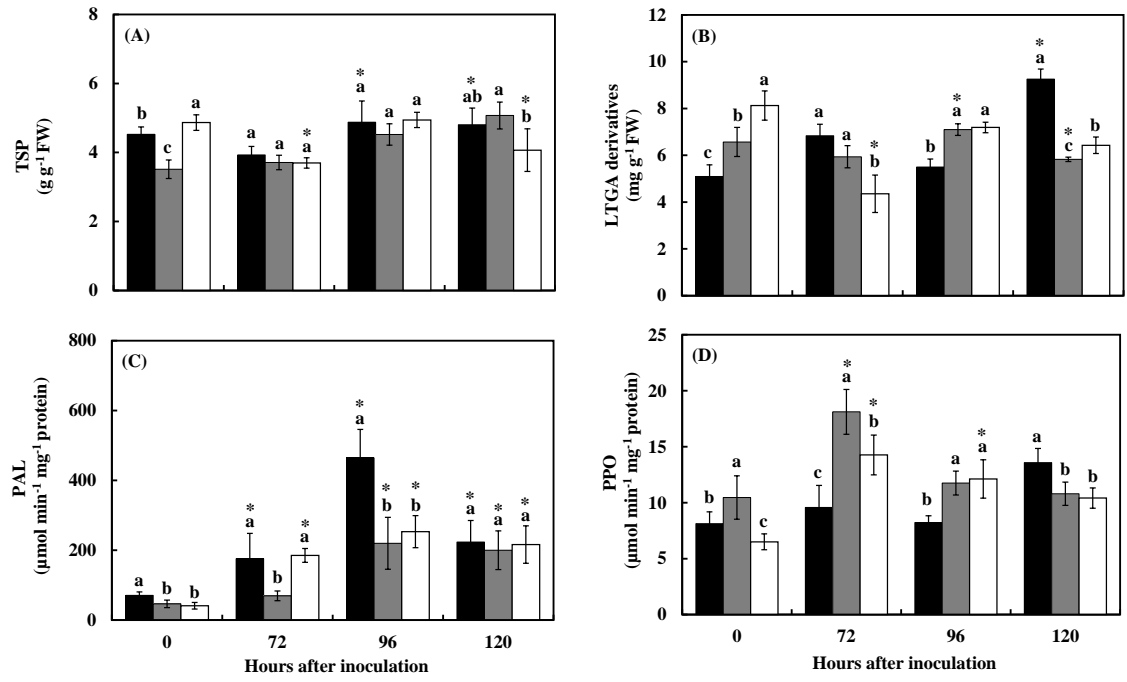 (A)
TSP
(g g-1 FW)
8
6
4
2
0
b
c
a
a
a
*
a
*
a
a
a
*
ab
a
*
b
(B)
LTGA derivatives
(mg g-1 FW)
12
10
8
6
4
2
0
c
b
a
a
a
*
b
b
*
a
a
*
a
*
c
b
(C)
PAL
(µmol min-1 mg-1 protein)
800
600
400
200
0
a
b
b
*
a
b
*
a
*
a
*
b
*
b
*
a
*
a
*
a
0 72 96 120
Hours after inoculation
(D)
PPO
(µmol min-1 mg-1 protein)
25
20
15
10
5
0
b
a
c
c
*
a
*
b
b
a
*
a
a
b
b
0 72 96 120
Hours after inoculation